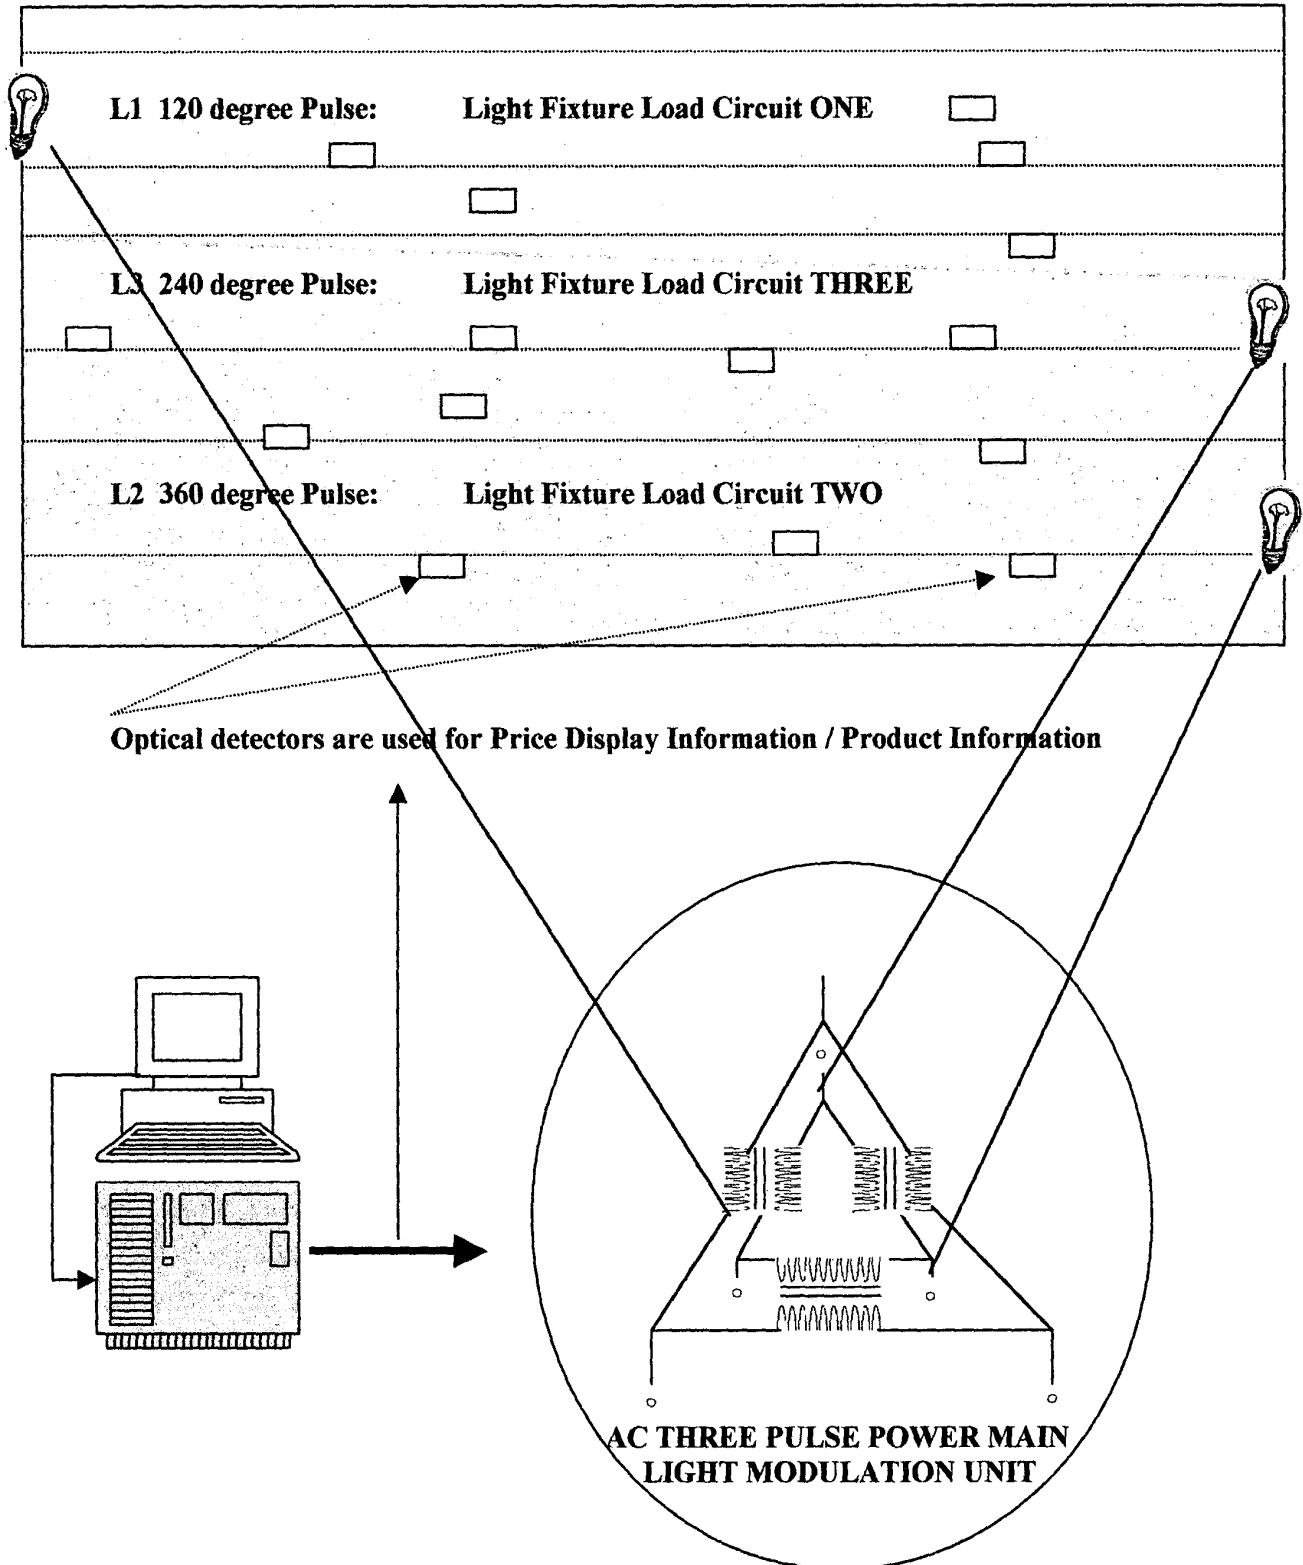 L1 120 degree Pulse: Light Fixture Load Circuit ONE
L3 240 degree Pulse: Light Fixture Load Circuit THREE
L2 360 degree Pulse: Light Fixture Load Circuit TWO
Optical detectors are used for Price Display Information / Product Information
AC THREE PULSE POWER MAIN
LIGHT MODULATION UNIT